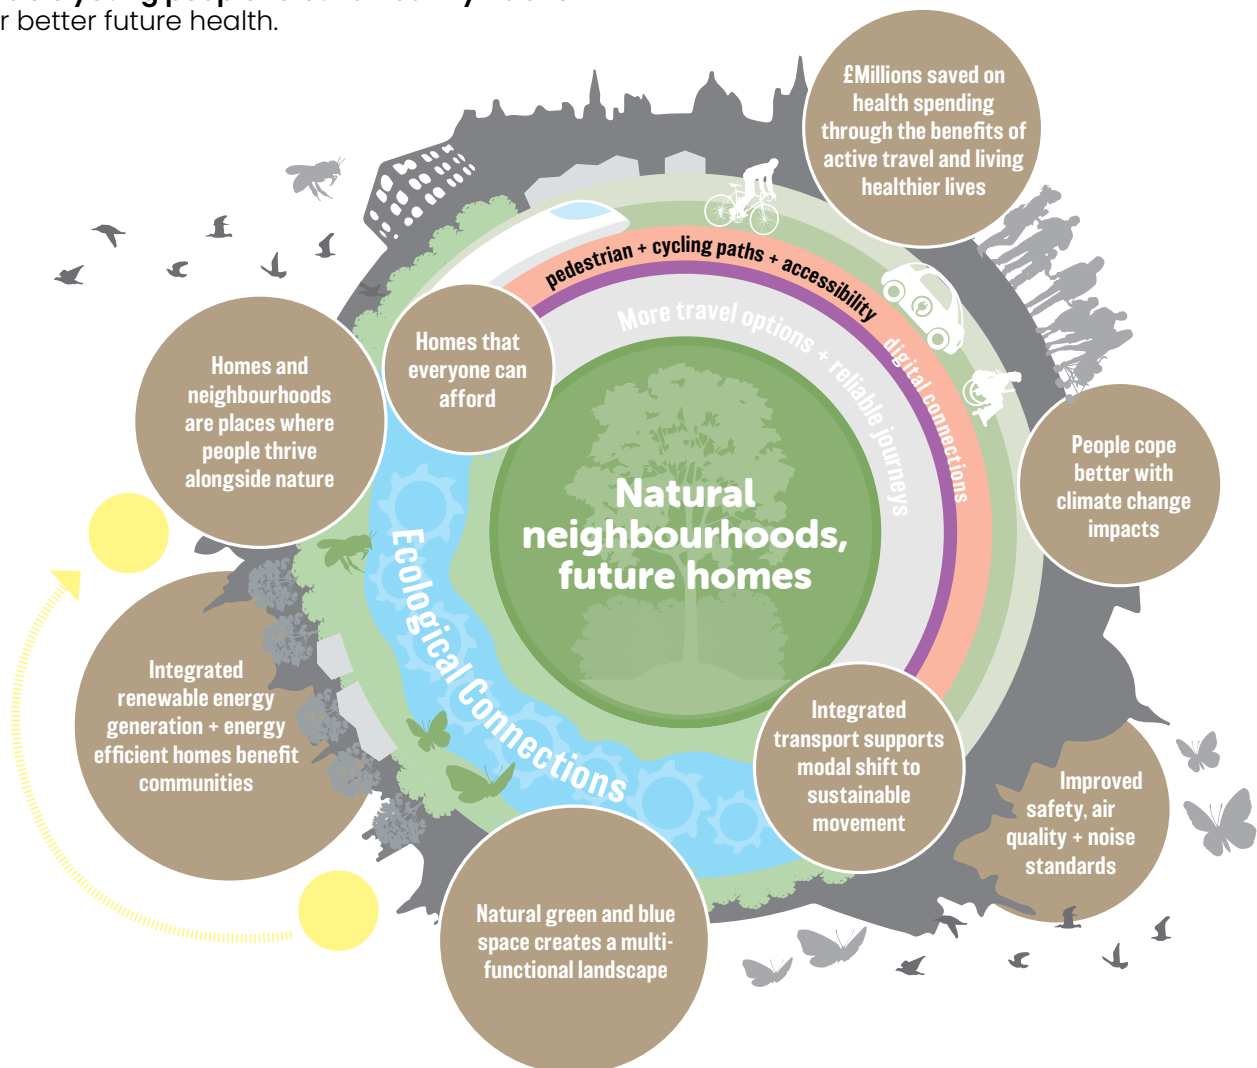 r better future health.
£Millions saved on
health spending
through the benefits of
active travel and living
healthier lives
pedestrian + cycling paths + accessibility
More travel options + reliable journeys
digital connections
Homes that
everyone can
afford
Homes and
neighbourhoods
are places where
people thrive
alongside nature
People cope
better with
climate change
impacts
Natural
neighbourhoods,
future homes
Ecological Connections
Integrated
renewable energy
generation + energy
efficient homes benefit
communities
Integrated
transport supports
modal shift to
sustainable
movement
Improved
safety, air
quality + noise
standards
Natural green and blue
space creates a multi-
functional landscape